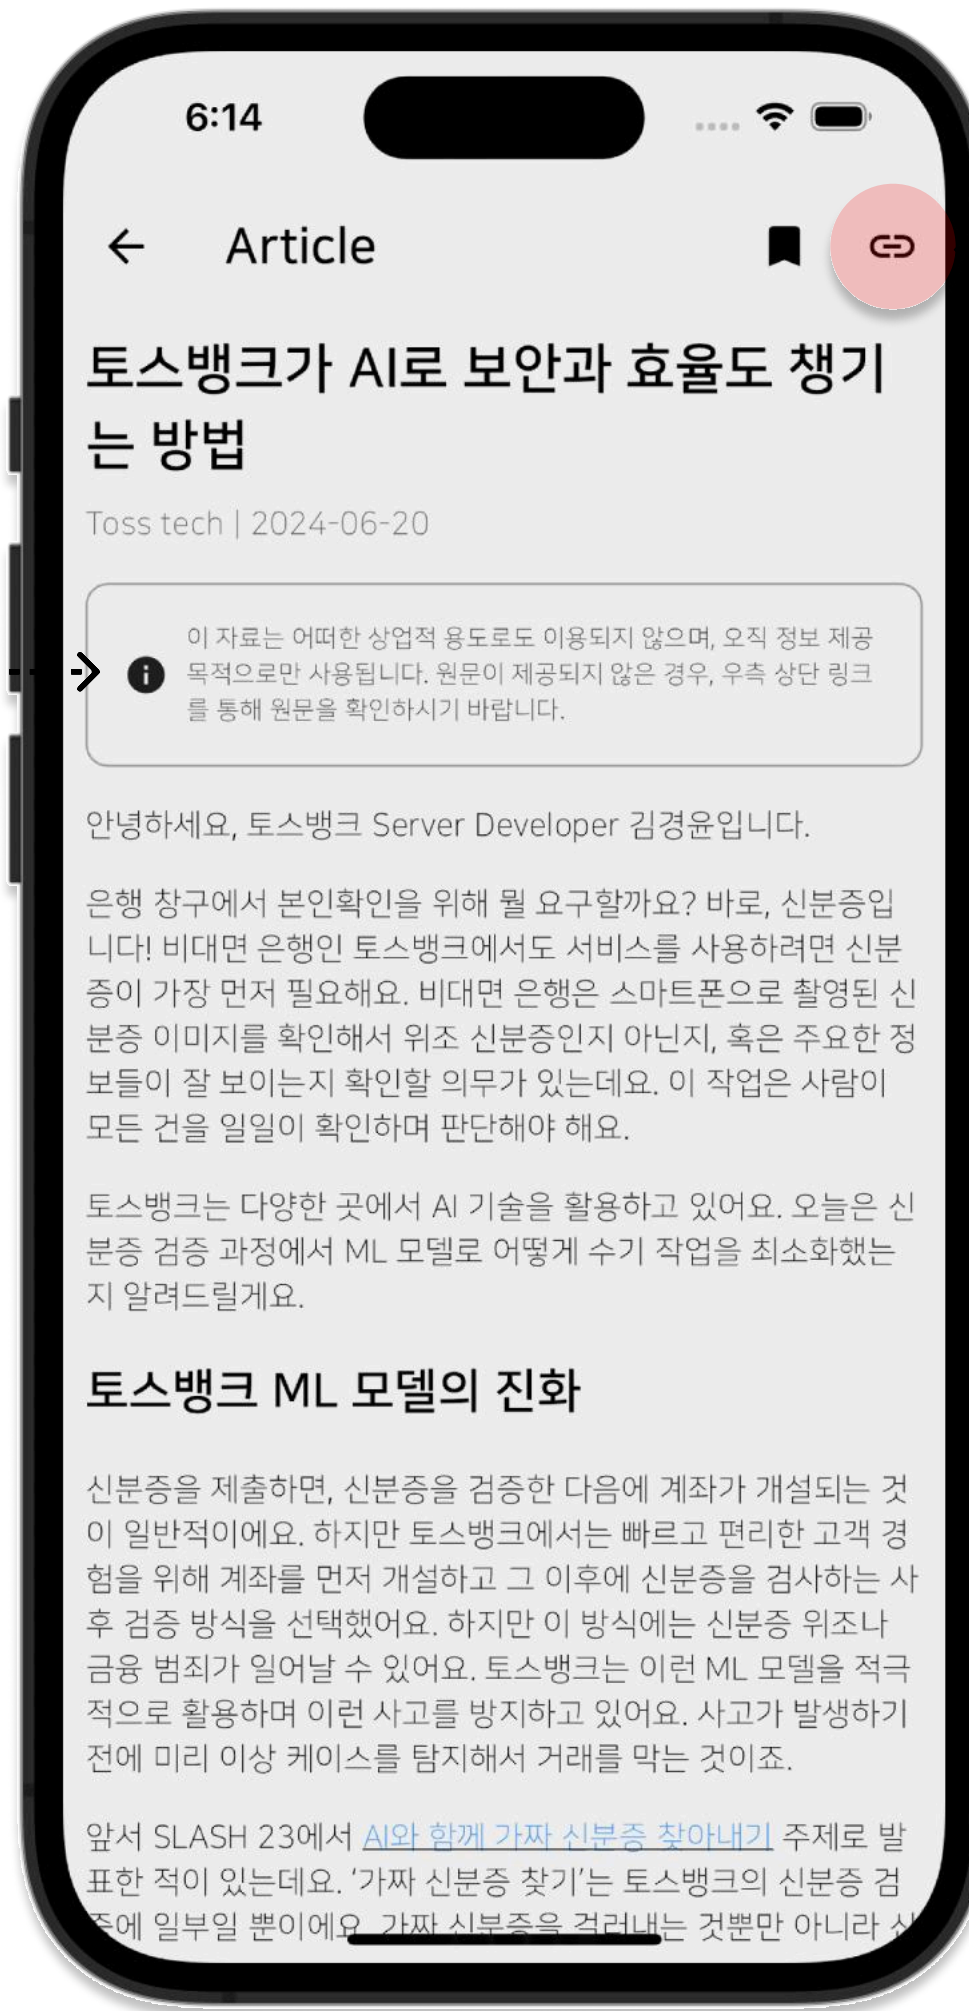 6:14
Article
토스뱅크가 AI로 보안과 효율도 챙기
는 방법
Toss tech | 2024-06-20
이 자료는 어떠한 상업적 용도로도 이용되지 않으며, 오직 정보 제공
목적으로만 사용됩니다. 원문이 제공되지 않은 경우, 우측 상단 링크
를 통해 원문을 확인하시기 바랍니다.
안녕하세요, 토스뱅크 Server Developer 김경윤입니다.
은행 창구에서 본인확인을 위해 뭘 요구할까요? 바로, 신분증입
니다! 비대면 은행인 토스뱅크에서도 서비스를 사용하려면 신분
증이 가장 먼저 필요해요. 비대면 은행은 스마트폰으로 촬영된 신
분증 이미지를 확인해서 위조 신분증인지 아닌지, 혹은 주요한 정
보들이 잘 보이는지 확인할 의무가 있는데요. 이 작업은 사람이
모든 건을 일일이 확인하며 판단해야 해요.
토스뱅크는 다양한 곳에서 AI 기술을 활용하고 있어요. 오늘은 신
분증 검증 과정에서 ML 모델로 어떻게 수기 작업을 최소화했는
지 알려드릴게요.
토스뱅크 ML 모델의 진화
신분증을 제출하면, 신분증을 검증한 다음에 계좌가 개설되는 것
이 일반적이에요. 하지만 토스뱅크에서는 빠르고 편리한 고객 경
험을 위해 계좌를 먼저 개설하고 그 이후에 신분증을 검사하는 사
후 검증 방식을 선택했어요. 하지만 이 방식에는 신분증 위조나
금융 범죄가 일어날 수 있어요. 토스뱅크는 이런 ML 모델을 적극
적으로 활용하며 이런 사고를 방지하고 있어요. 사고가 발생하기
전에 미리 이상 케이스를 탐지해서 거래를 막는 것이죠.
앞서 SLASH 23에서 AI와 함께 가짜 신분증 찾아내기 주제로 발
표한 적이 있는데요. ‘가짜 신분증 찾기’는 토스뱅크의 신분증 검
증에 일부일 뿐이에요. 가짜 신분증을 걸러내는 것뿐만 아니라